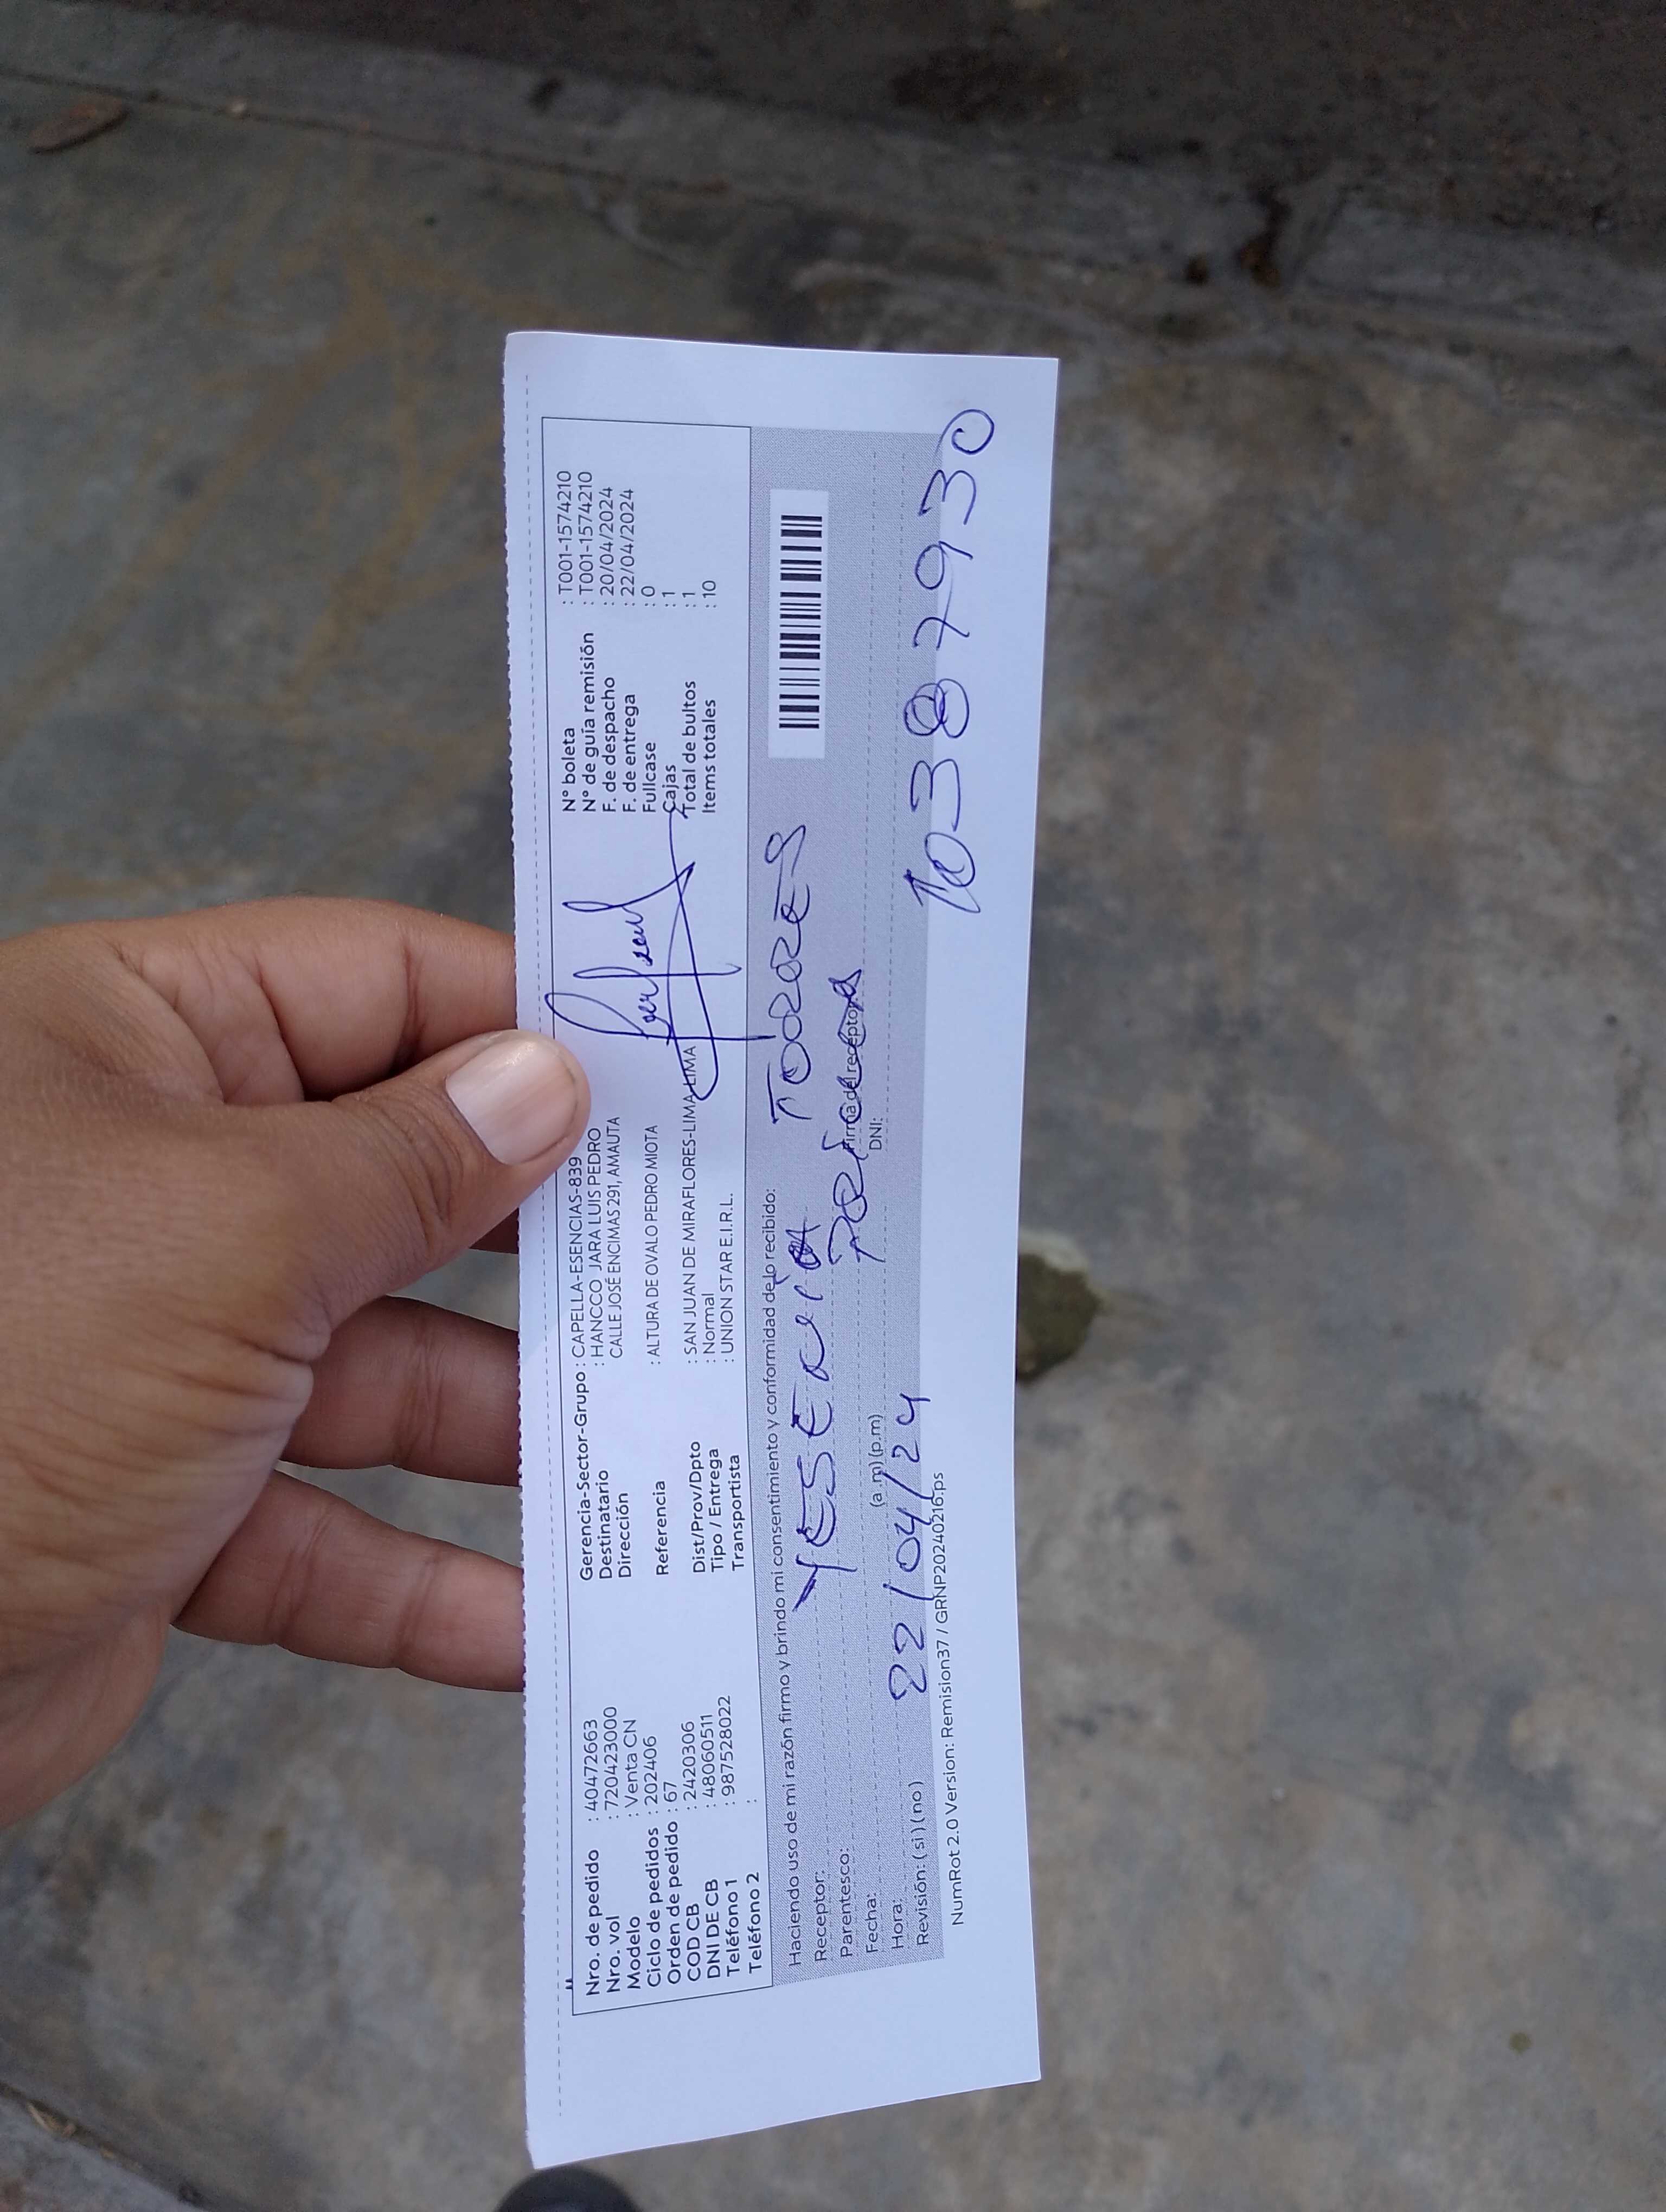 Nro. de pedido : 40472663
Nro. vol : 720423000
Modelo : Venta CN
Ciclo de pedidos : 202406
Orden de pedido : 67
COD CB : 2420306
DNI DE CB : 48060511
Teléfono 1 : 987528022
Teléfono 2 :
Gerencia-Sector-Grupo : CAPELLA-ESENCIAS-839
Destinatario : HANCCO JARA LUIS PEDRO
Dirección CALLE JOSÉ ENCIMAS 291, AMAUTA
Referencia : ALTURA DE OVALO PEDRO MIOTA
Dist/Prov/Dpto : SAN JUAN DE MIRAFLORES-LIMA-LIMA
Tipo / Entrega : Normal
Transportista : UNION STAR E.I.R.L.
N° boleta : T001-1574210
N° de guía remisión : T001-1574210
F. de despacho : 20/04/2024
F. de entrega : 22/04/2024
Fullcase : 0
Cajas : 1
Total de bultos : 1
Items totales : 10
Haciendo uso de mi razón firmo y brindo mi consentimiento y conformidad de lo recibido:
Receptor: YESENIA TORRES
Parentesco:
Firma del receptor
Fecha: (a.m) (p.m) DNI:
Hora: 22/04/24 10387930
Revisión: ( si ) ( no )
NumRot 2.0 Version: Remision37 / GRNP20240216.ps